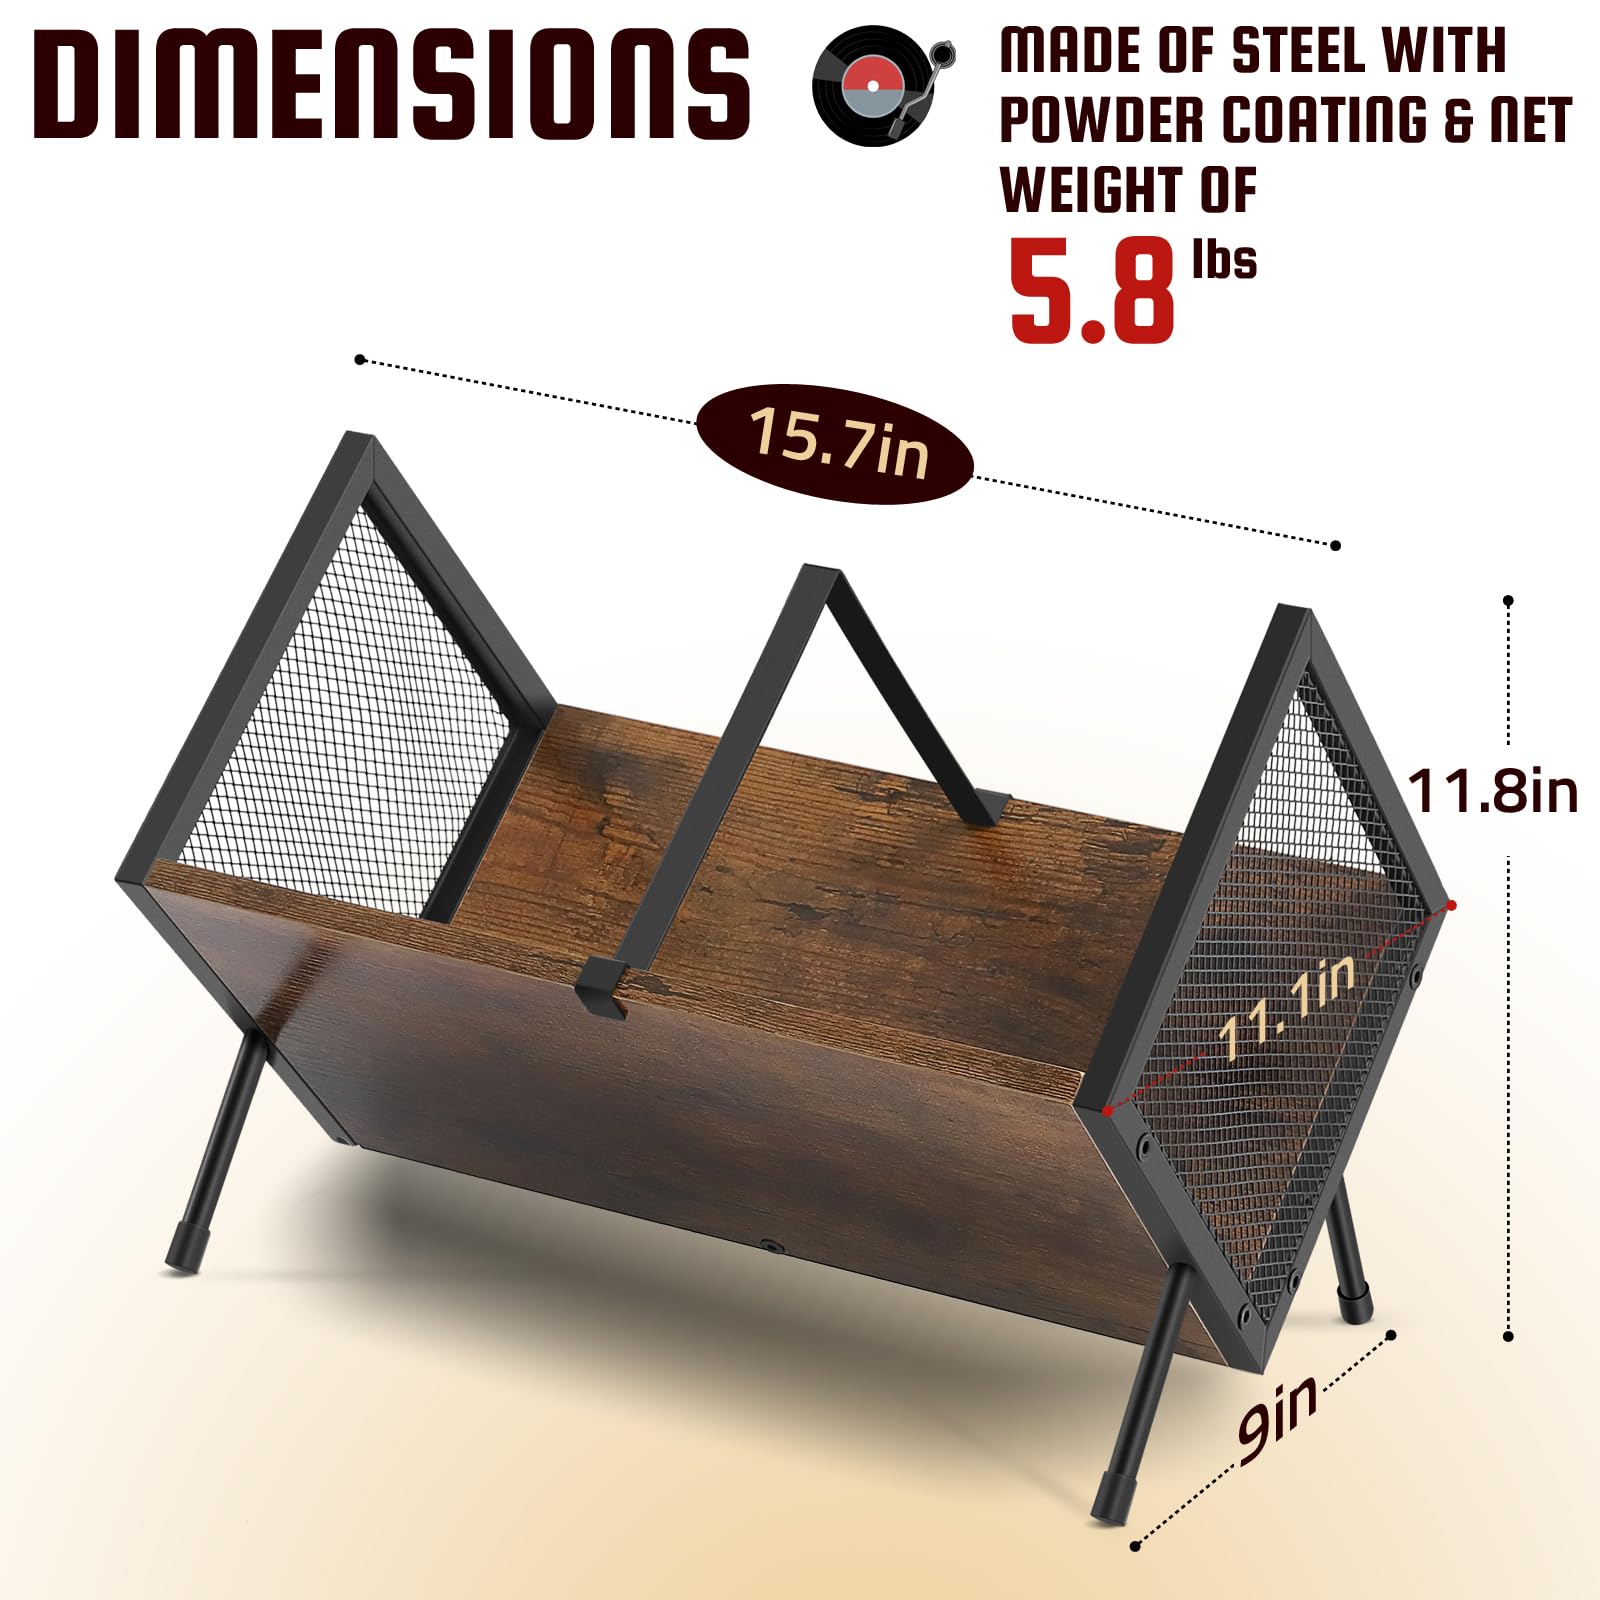 DIMENSIONS
MADE OF STEEL WITH
POWDER COATING & NET
WEIGHT OF
5.8 lbs
15.7in
11.8in
11.1in
9in